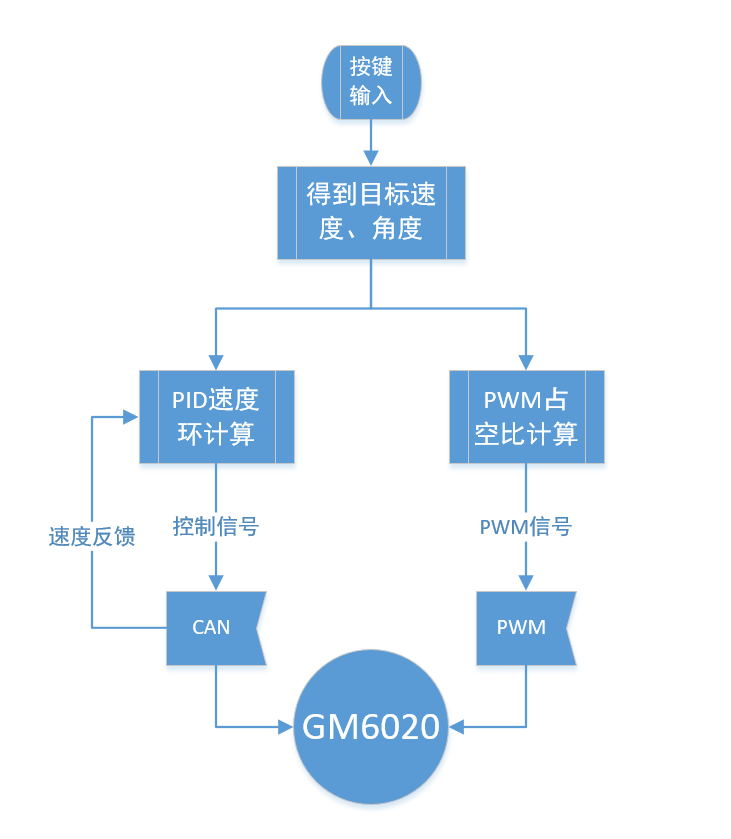 按键
输入
得到目标速
度、角度
PID速度
环计算
PWM占
空比计算
速度反馈
控制信号
PWM信号
CAN
PWM
GM6020